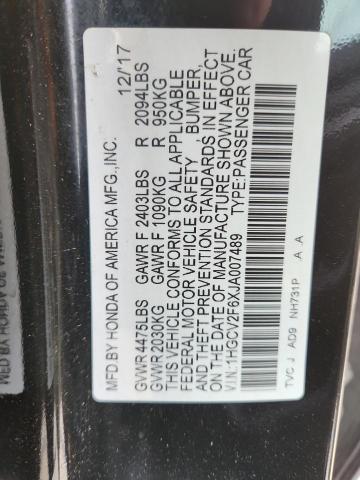 MFD.BY HONDA OF AMERICA MFG.,INC. 12/'17
GVWR 4475LBS GAWR F 2403LBS R 2094LBS
GVWR 2030KG GAWR F 1090KG R 950KG
THIS VEHICLE CONFORMS TO ALL APPLICABLE
FEDERAL MOTOR VEHICLE SAFETY , BUMPER,
AND THEFT PREVENTION STANDARDS IN EFFECT
ON THE DATE OF MANUFACTURE SHOWN ABOVE.
V.I.N.:1HGCV2F6XJA007489 TYPE:PASSENGER CAR
TVC J AD9 NH731P A A